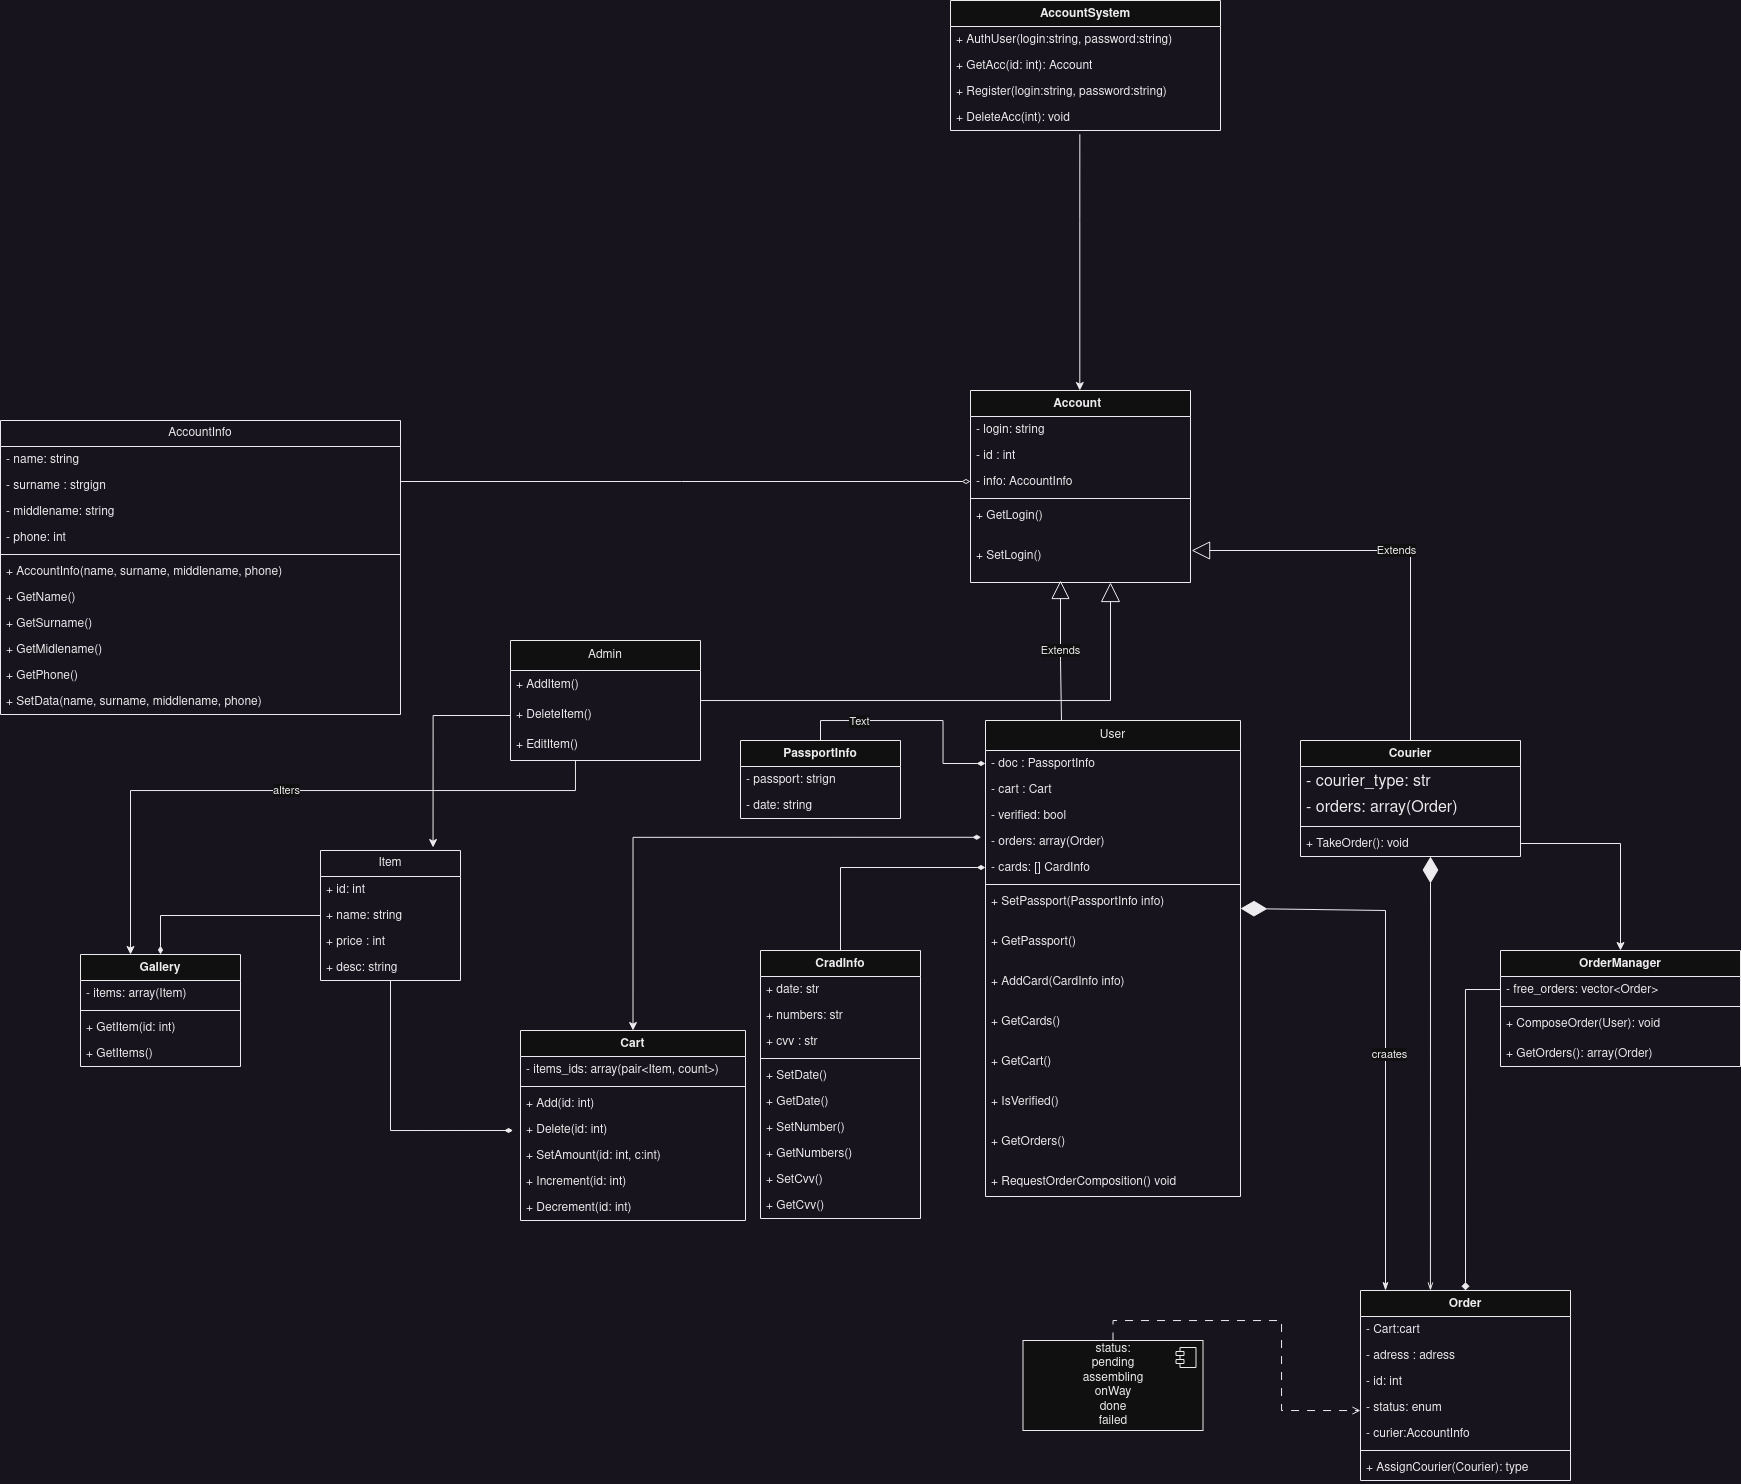 AccountSystem
+ AuthUser(login:string, password:string)
+ GetAcc(id: int): Account
+ Register(login:string, password:string)
+ DeleteAcc(int): void
Account
- login: string
- id : int
- info: AccountInfo
+ GetLogin()
+ SetLogin()
AccountInfo
- name: string
- surname : strgign
- middlename: string
- phone: int
+ AccountInfo(name, surname, middlename, phone)
+ GetName()
+ GetSurname()
+ GetMidlename()
+ GetPhone()
+ SetData(name, surname, middlename, phone)
Extends
Extends
Admin
+ AddItem()
+ DeleteItem()
+ EditItem()
alters
Text
PassportInfo
- passport: strign
- date: string
User
- doc : PassportInfo
- cart : Cart
- verified: bool
- orders: array(Order)
- cards: [] CardInfo
+ SetPassport(PassportInfo info)
+ GetPassport()
+ AddCard(CardInfo info)
+ GetCards()
+ GetCart()
+ IsVerified()
+ GetOrders()
+ RequestOrderComposition() void
Courier
- courier_type: str
- orders: array(Order)
+ TakeOrder(): void
Item
+ id: int
+ name: string
+ price : int
+ desc: string
Gallery
- items: array(Item)
+ GetItem(id: int)
+ GetItems()
Cart
- items_ids: array(pair<Item, count>)
+ Add(id: int)
+ Delete(id: int)
+ SetAmount(id: int, c:int)
+ Increment(id: int)
+ Decrement(id: int)
CradInfo
+ date: str
+ numbers: str
+ cvv : str
+ SetDate()
+ GetDate()
+ SetNumber()
+ GetNumbers()
+ SetCvv()
+ GetCvv()
OrderManager
- free_orders: vector<Order>
+ ComposeOrder(User): void
+ GetOrders(): array(Order)
craates
Order
- Cart:cart
- adress : adress
- id: int
- status: enum
- curier:AccountInfo
+ AssignCourier(Courier): type
status:
pending
assembling
onWay
done
failed